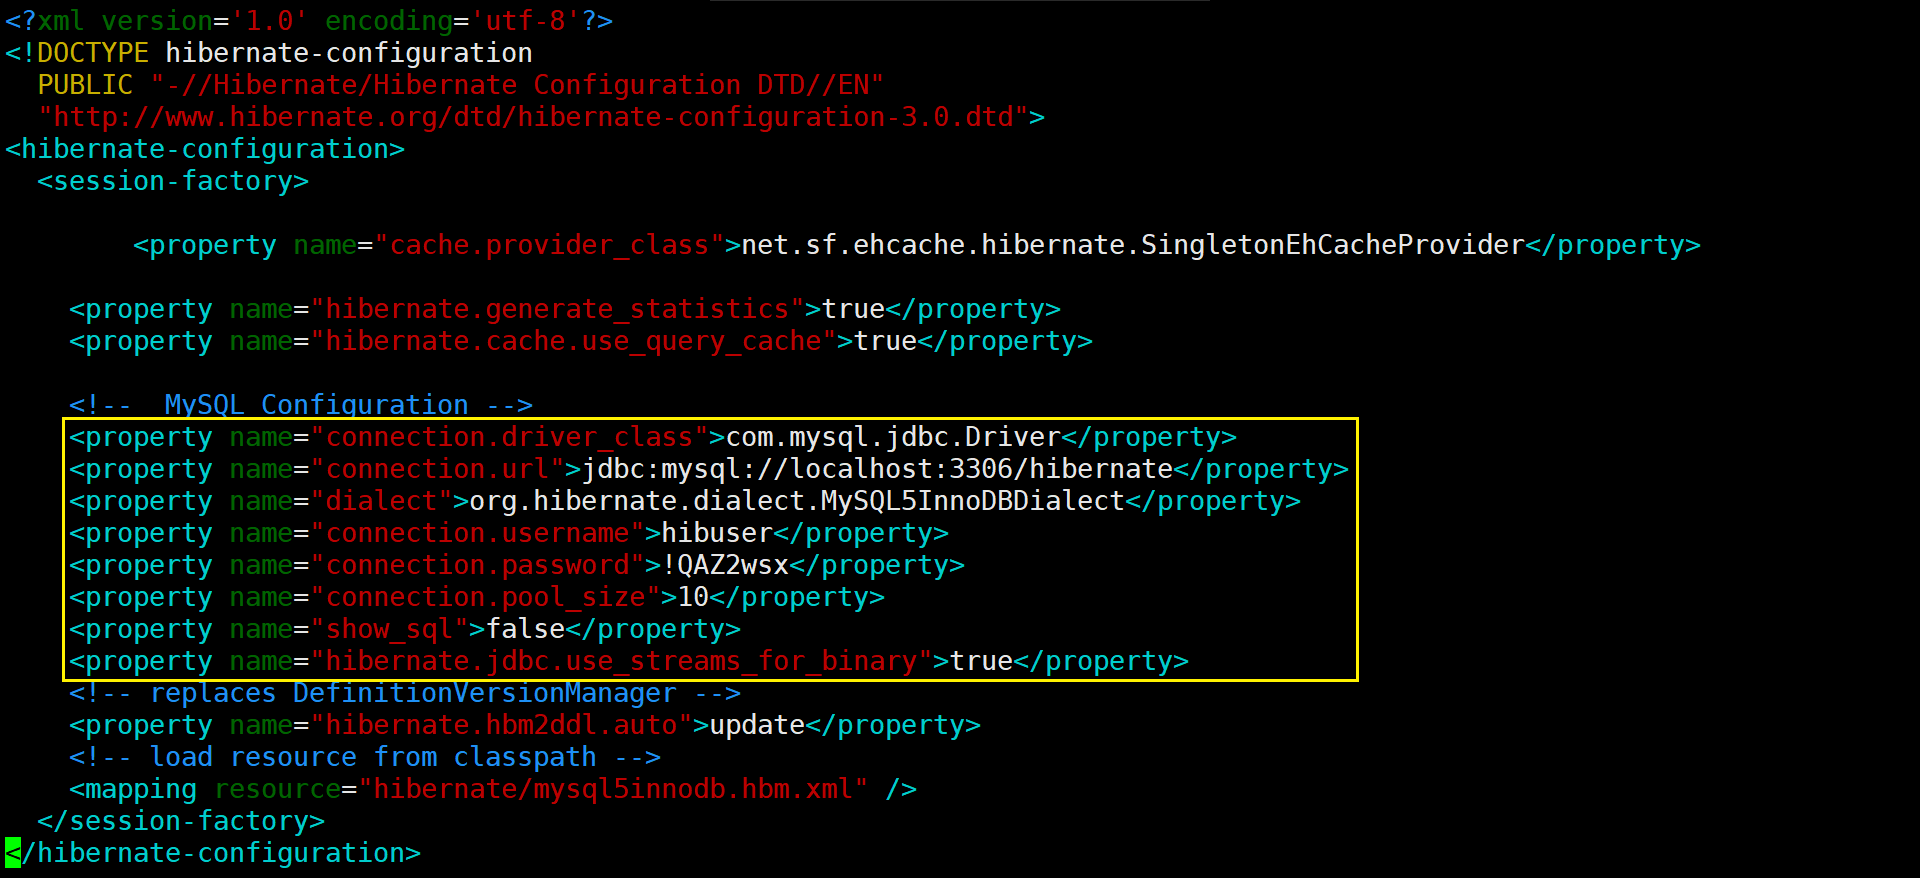 <?xml version='1.0' encoding='utf-8'?>
<!DOCTYPE hibernate-configuration
  PUBLIC "-//Hibernate/Hibernate Configuration DTD//EN"
  "http://www.hibernate.org/dtd/hibernate-configuration-3.0.dtd">
<hibernate-configuration>
  <session-factory>
        <property name="cache.provider_class">net.sf.ehcache.hibernate.SingletonEhCacheProvider</property>
    <property name="hibernate.generate_statistics">true</property>
    <property name="hibernate.cache.use_query_cache">true</property>
    <!--  MySQL Configuration -->
    <property name="connection.driver_class">com.mysql.jdbc.Driver</property>
    <property name="connection.url">jdbc:mysql://localhost:3306/hibernate</property>
    <property name="dialect">org.hibernate.dialect.MySQL5InnoDBDialect</property>
    <property name="connection.username">hibuser</property>
    <property name="connection.password">!QAZ2wsx</property>
    <property name="connection.pool_size">10</property>
    <property name="show_sql">false</property>
    <property name="hibernate.jdbc.use_streams_for_binary">true</property>
    <!-- replaces DefinitionVersionManager -->
    <property name="hibernate.hbm2ddl.auto">update</property>
    <!-- load resource from classpath -->
    <mapping resource="hibernate/mysql5innodb.hbm.xml" />
  </session-factory>
</hibernate-configuration>